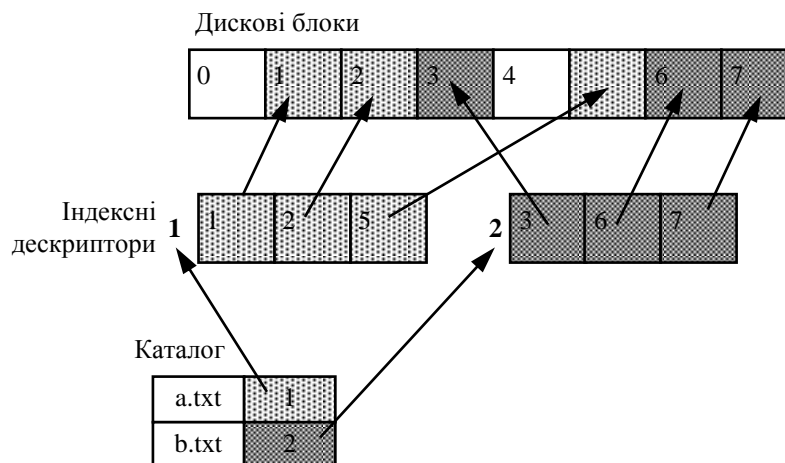 Дискові блоки
0 1 2 3 4 6 7
Індексні
дескриптори
1
1 2 5
2
3 6 7
Каталог
a.txt 1
b.txt 2